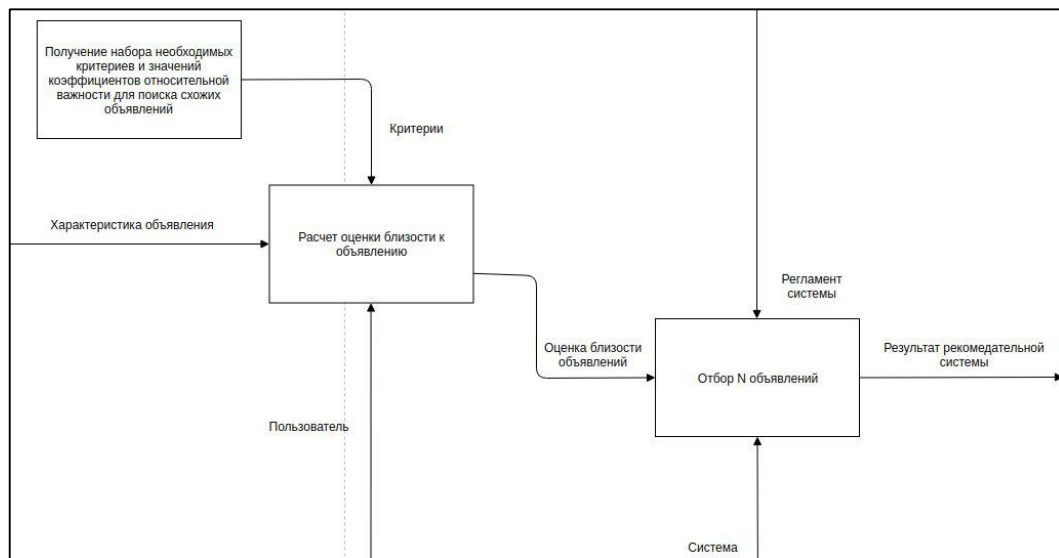 Получение набора необходимых
критериев и значений
коэффициентов относительной
важности для поиска схожих
объявлений
Критерии
Характеристика объявления
Расчет оценки близости к
объявлению
Регламент
системы
Оценка близости
объявлений
Отбор N объявлений
Результат рекомедательной
системы
Пользователь
Система